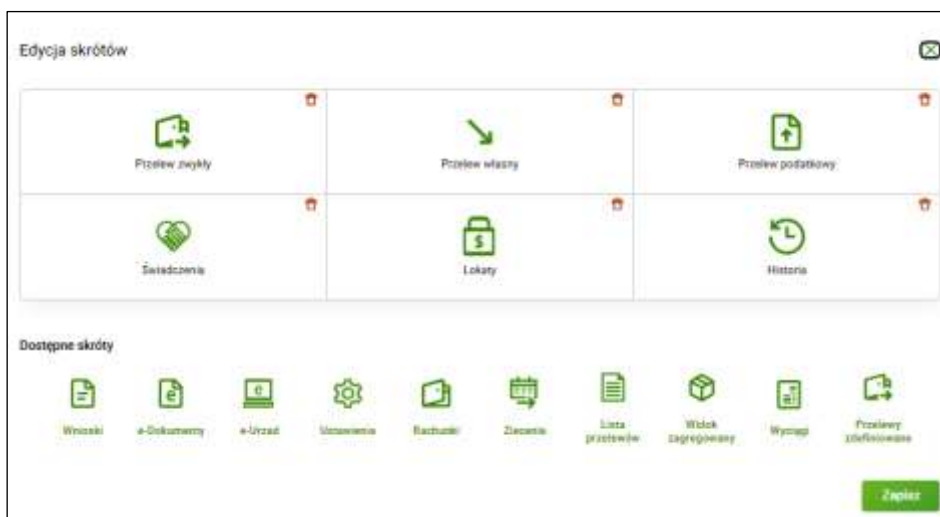 Edycja skrótów
Przelew zwykły
Przelew własny
Przelew podatkowy
Świadczenia
Lokaty
Historia
Dostępne skróty
Wnioski
e-Dokumenty
e-Urząd
Ustawienia
Rachunki
Zlecenia
Lista
przelewów
Widok
zagregowany
Wyciągi
Przelewy
zdefiniowane
Zapisz